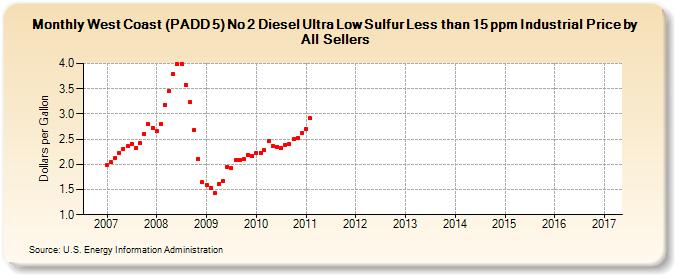 Monthly West Coast (PADD 5) No 2 Diesel Ultra Low Sulfur Less than 15 ppm Industrial Price by
All Sellers
Dollars per Gallon
4.0
3.5
3.0
2.5
2.0
1.5
1.0
2007 2008 2009 2010 2011 2012 2013 2014 2015 2016 2017
Source: U.S. Energy Information Administration